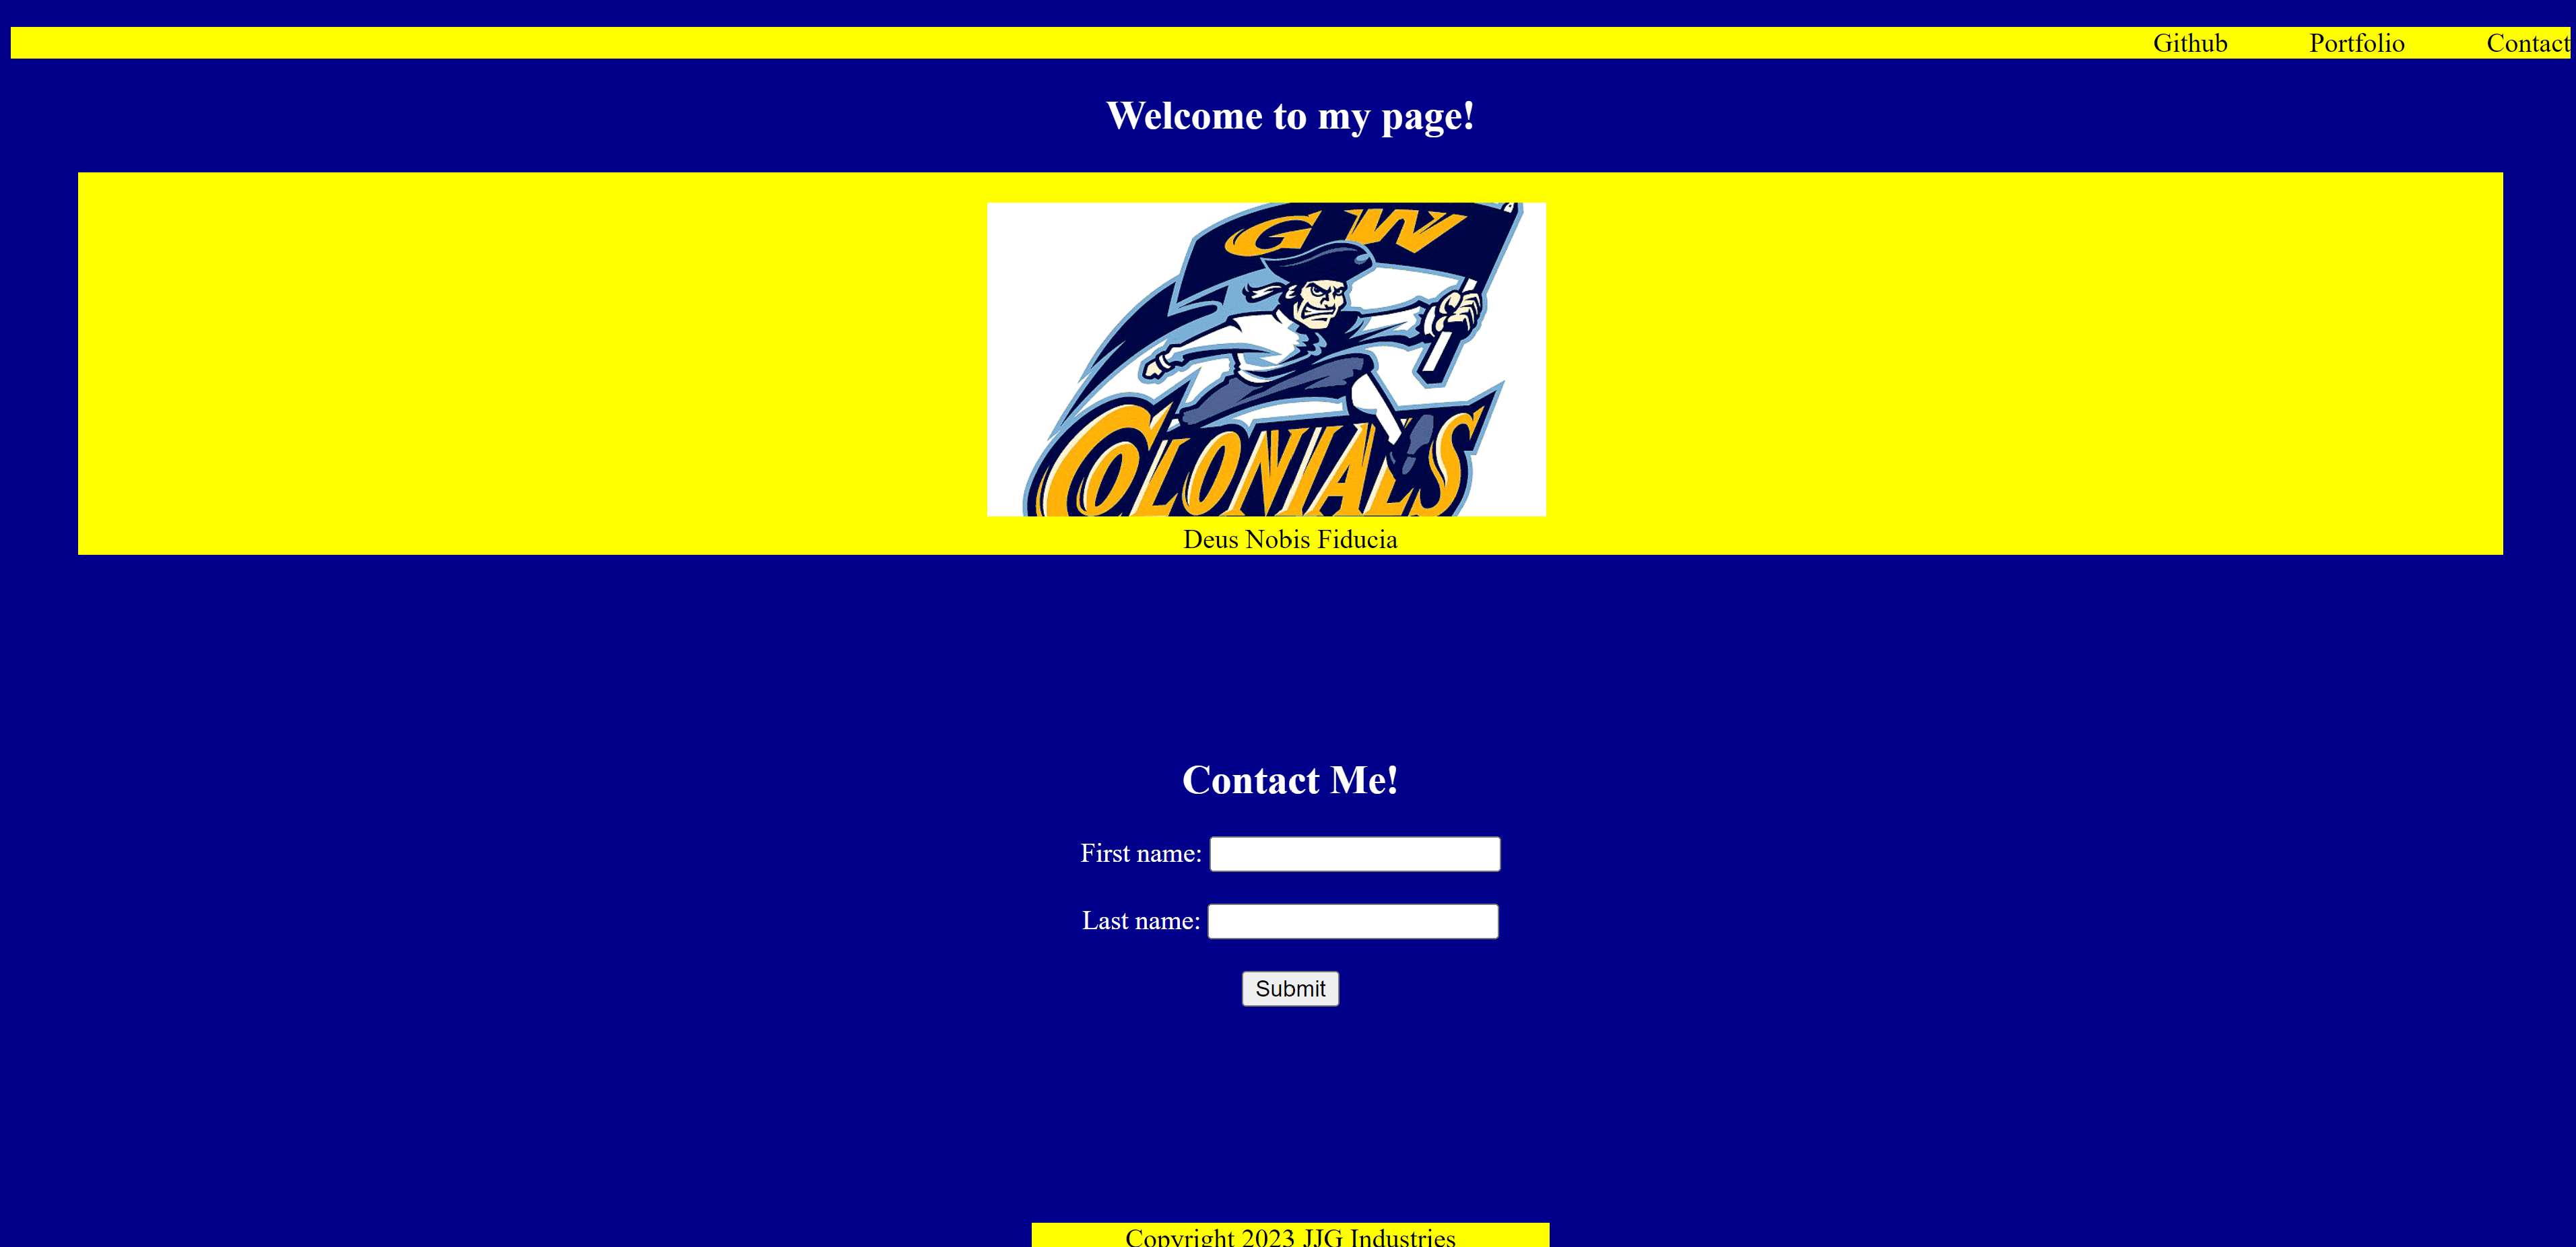 Github Portfolio Contact
Welcome to my page!
GW
COLONIALS
Deus Nobis Fiducia
Contact Me!
First name:
Last name:
Submit
Copyright 2023 JJG Industries